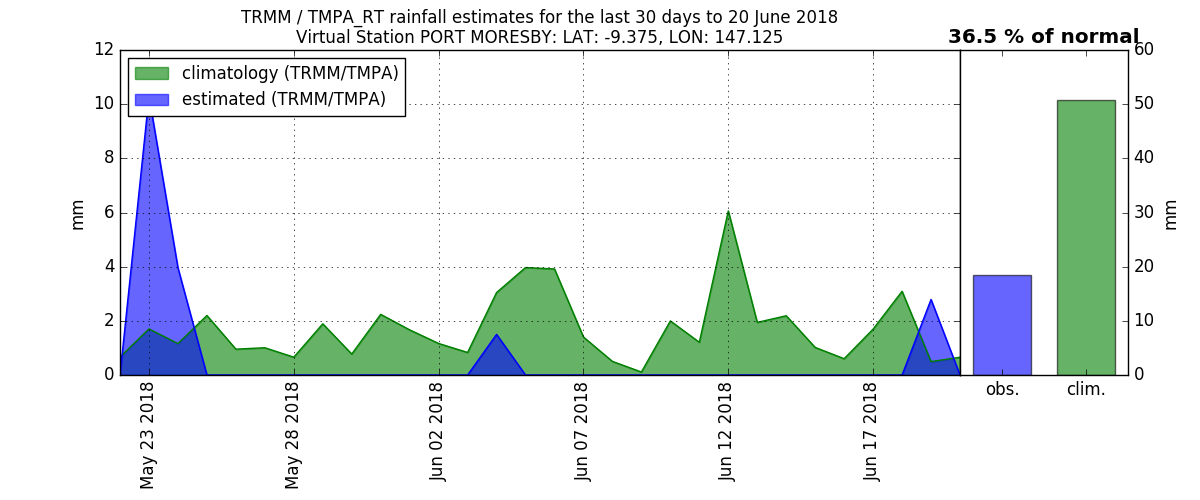 TRMM / TMPA_RT rainfall estimates for the last 30 days to 20 June 2018
Virtual Station PORT MORESBY: LAT: -9.375, LON: 147.125
36.5 % of normal
climatology (TRMM/TMPA)
estimated (TRMM/TMPA)
12
10
8
6
4
2
0
mm
60
50
40
30
20
10
0
mm
May 23 2018
May 28 2018
Jun 02 2018
Jun 07 2018
Jun 12 2018
Jun 17 2018
obs.
clim.